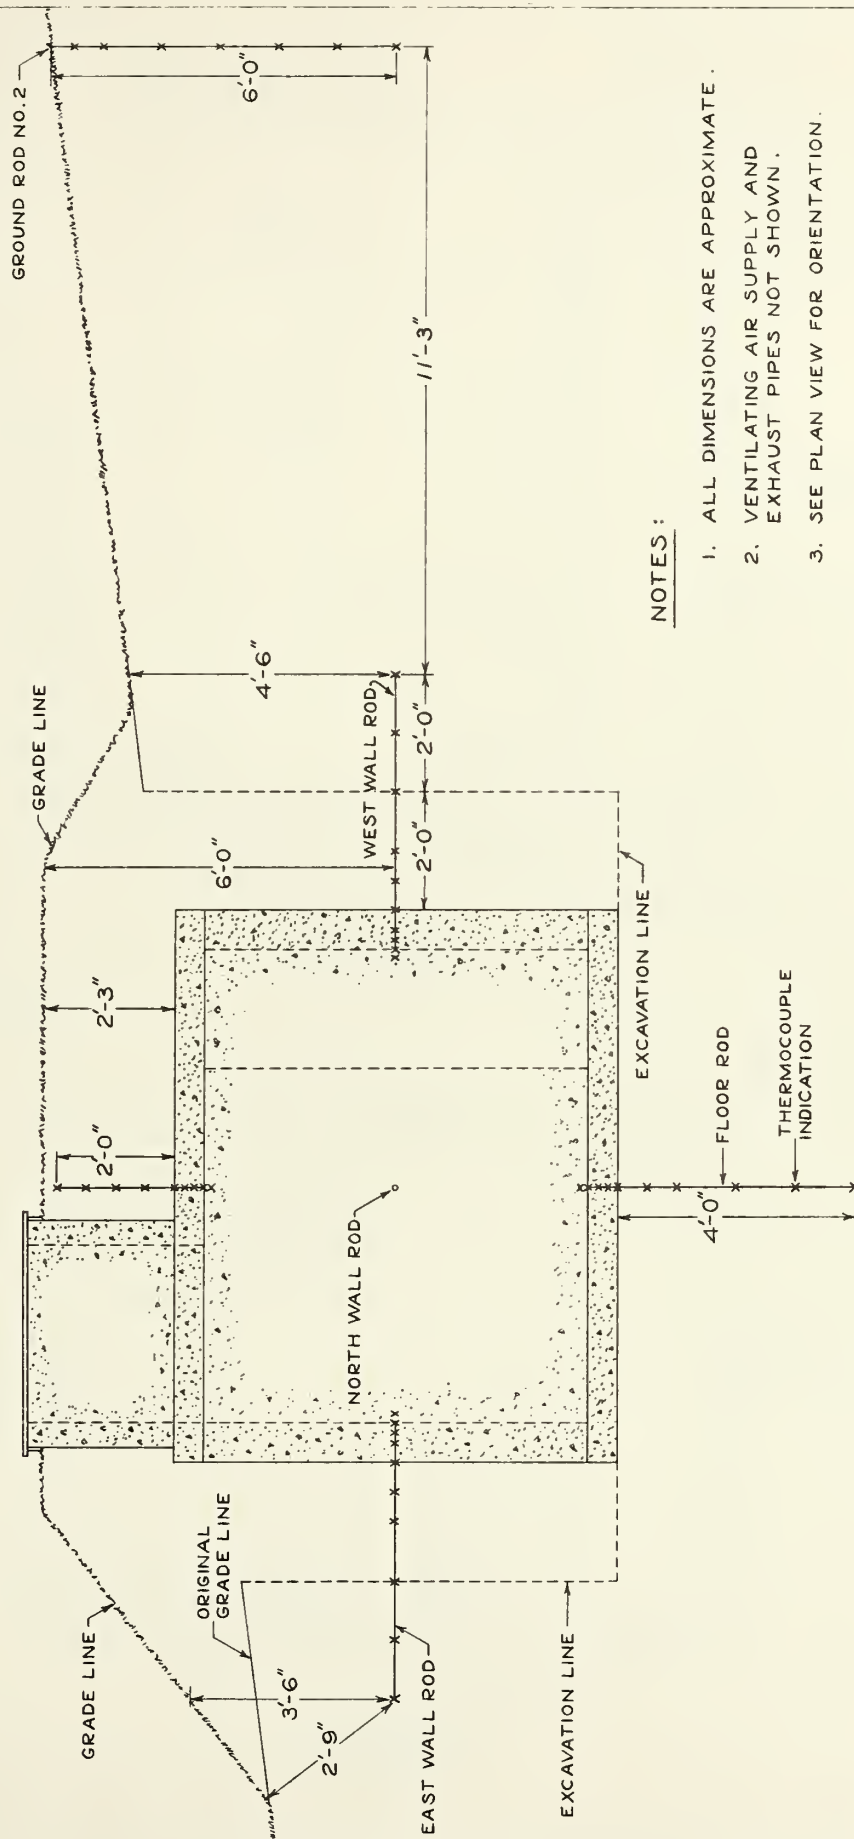 GROUND ROD NO. 2
6'-0"
11'-3"
GRADE LINE
4'-6"
WEST WALL ROD
2'-0"
6'-0"
2'-0"
2'-3"
2'-0"
EXCAVATION LINE
FLOOR ROD
THERMOCOUPLE
INDICATION
4'-0"
NORTH WALL ROD
ORIGINAL
GRADE LINE
GRADE LINE
3'-6"
2'-9"
EAST WALL ROD
EXCAVATION LINE
NOTES:
1. ALL DIMENSIONS ARE APPROXIMATE.
2. VENTILATING AIR SUPPLY AND
EXHAUST PIPES NOT SHOWN.
3. SEE PLAN VIEW FOR ORIENTATION.